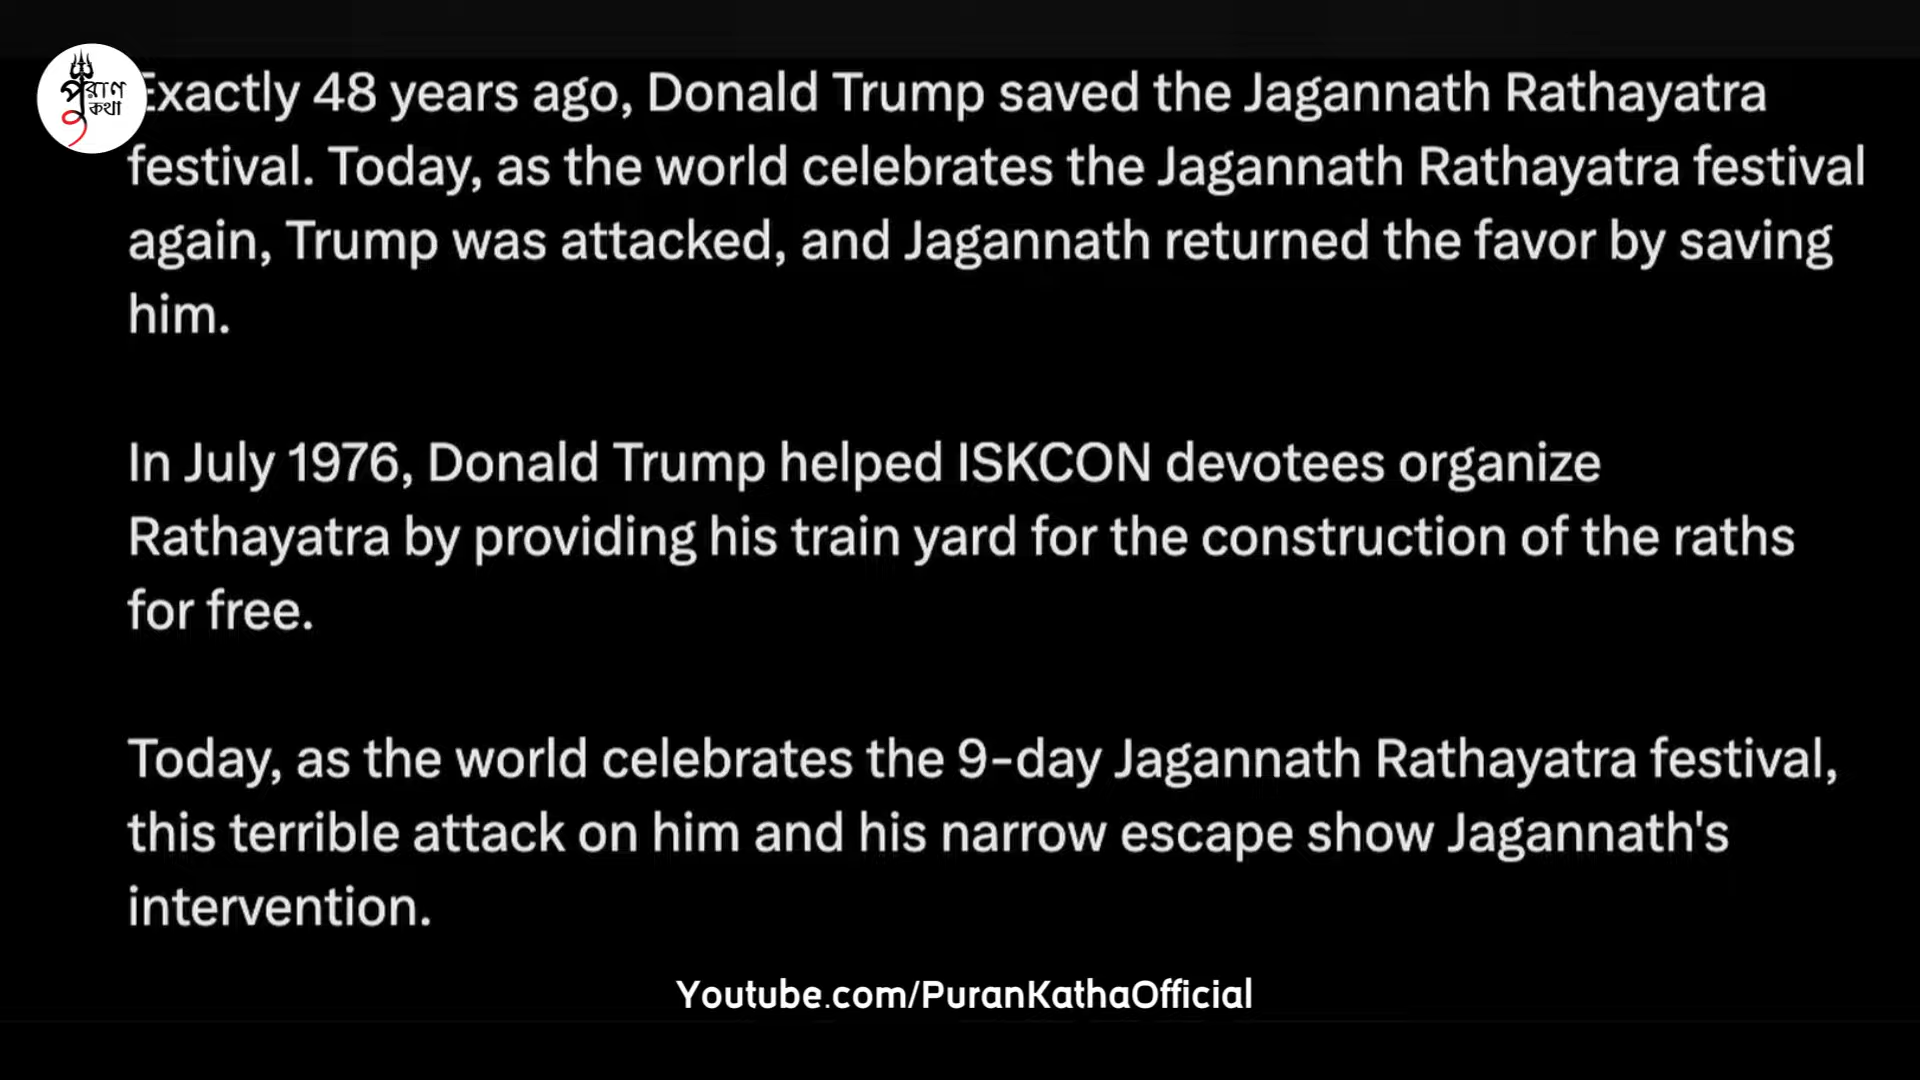 পুরাণ
কথা
Exactly 48 years ago, Donald Trump saved the Jagannath Rathayatra
festival. Today, as the world celebrates the Jagannath Rathayatra festival
again, Trump was attacked, and Jagannath returned the favor by saving
him.
In July 1976, Donald Trump helped ISKCON devotees organize
Rathayatra by providing his train yard for the construction of the raths
for free.
Today, as the world celebrates the 9-day Jagannath Rathayatra festival,
this terrible attack on him and his narrow escape show Jagannath's
intervention.
Youtube.com/PuranKathaOfficial